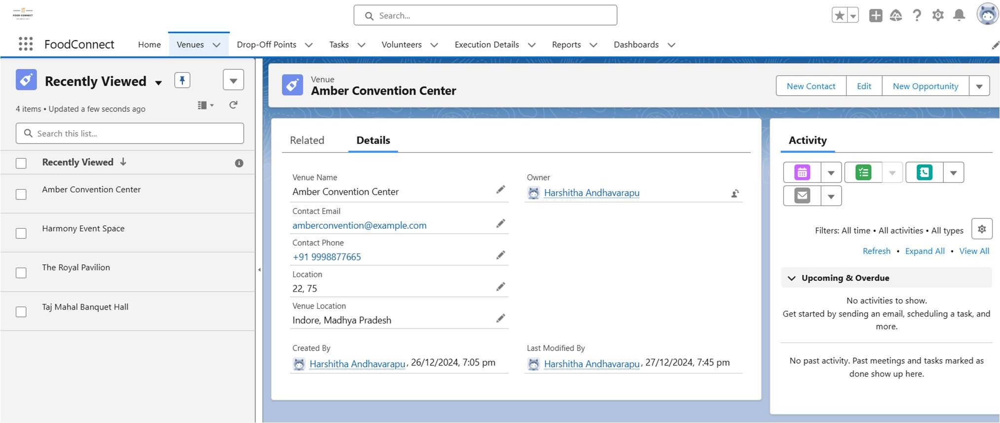 FOOD CONNECT
Search...
FoodConnect
Home
Venues
Drop-Off Points
Tasks
Volunteers
Execution Details
Reports
Dashboards
Recently Viewed
4 items • Updated a few seconds ago
Search this list...
Recently Viewed
Amber Convention Center
Harmony Event Space
The Royal Pavilion
Taj Mahal Banquet Hall
Venue
Amber Convention Center
New Contact
Edit
New Opportunity
Related
Details
Venue Name
Amber Convention Center
Owner
Harshitha Andhavarapu
Contact Email
amberconvention@example.com
Contact Phone
+91 9998877665
Location
22, 75
Venue Location
Indore, Madhya Pradesh
Created By
Harshitha Andhavarapu, 26/12/2024, 7:05 pm
Last Modified By
Harshitha Andhavarapu, 27/12/2024, 7:45 pm
Activity
Filters: All time • All activities • All types
Refresh • Expand All • View All
Upcoming & Overdue
No activities to show.
Get started by sending an email, scheduling a task, and
more.
No past activity. Past meetings and tasks marked as
done show up here.